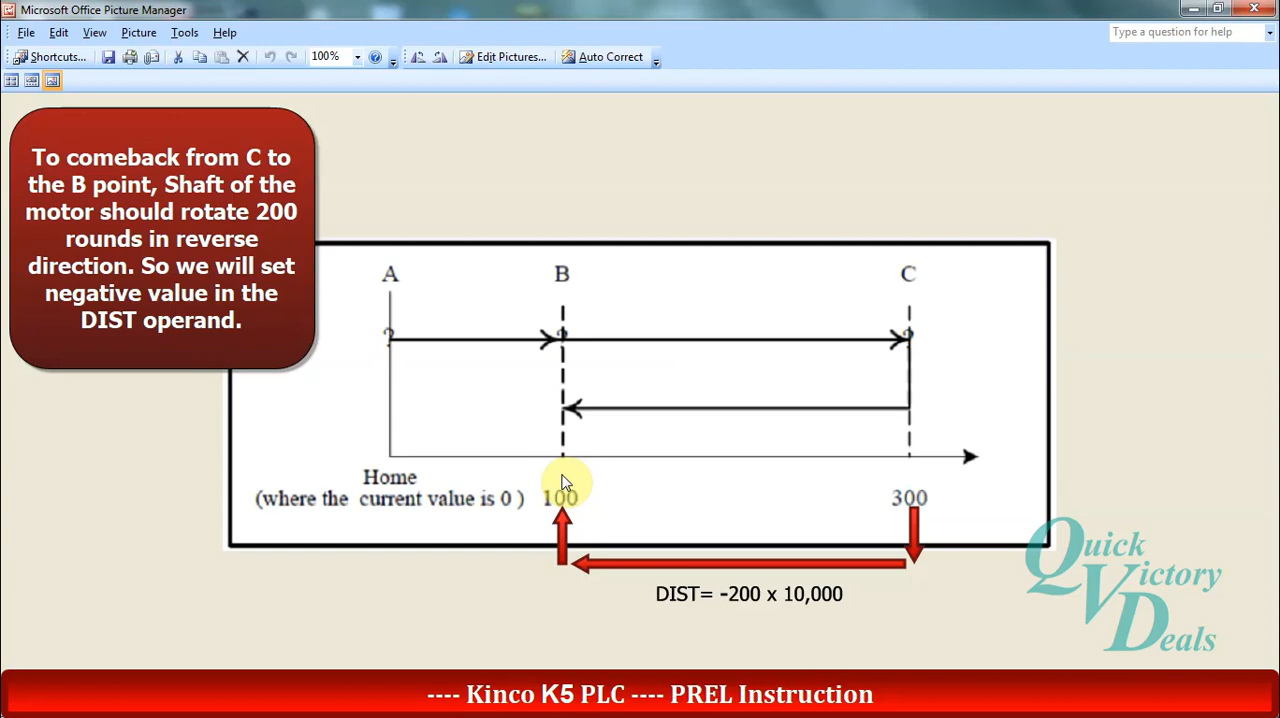 Microsoft Office Picture Manager
File Edit View Picture Tools Help
Type a question for help
Shortcuts... 100% Edit Pictures... Auto Correct
To comeback from C to
the B point, Shaft of the
motor should rotate 200
rounds in reverse
direction. So we will set
negative value in the
DIST operand.
A B C
? ? ?
Home
(where the current value is 0 ) 100 300
DIST= -200 x 10,000
Quick
Victory
Deals
---- Kinco K5 PLC ---- PREL Instruction